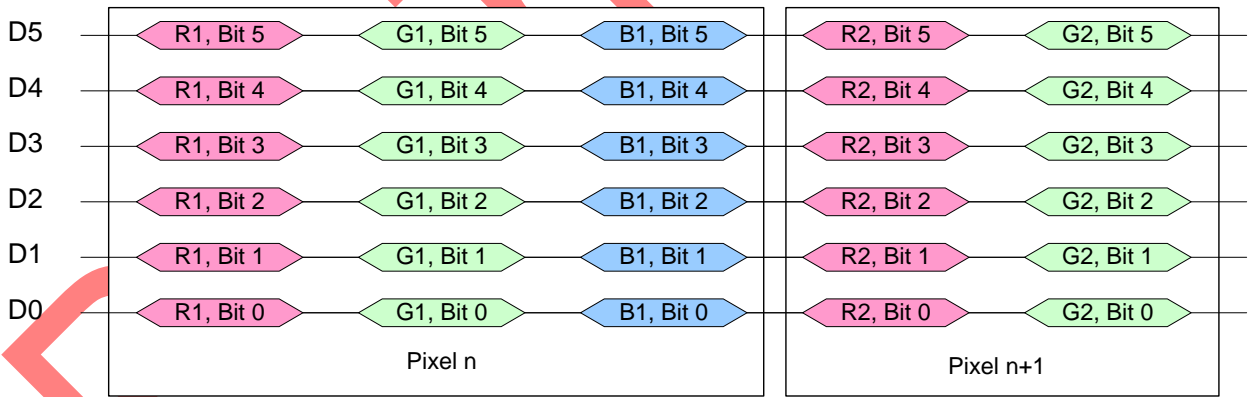 D5 R1, Bit 5 G1, Bit 5 B1, Bit 5 R2, Bit 5 G2, Bit 5
D4 R1, Bit 4 G1, Bit 4 B1, Bit 4 R2, Bit 4 G2, Bit 4
D3 R1, Bit 3 G1, Bit 3 B1, Bit 3 R2, Bit 3 G2, Bit 3
D2 R1, Bit 2 G1, Bit 2 B1, Bit 2 R2, Bit 2 G2, Bit 2
D1 R1, Bit 1 G1, Bit 1 B1, Bit 1 R2, Bit 1 G2, Bit 1
D0 R1, Bit 0 G1, Bit 0 B1, Bit 0 R2, Bit 0 G2, Bit 0
Pixel n Pixel n+1